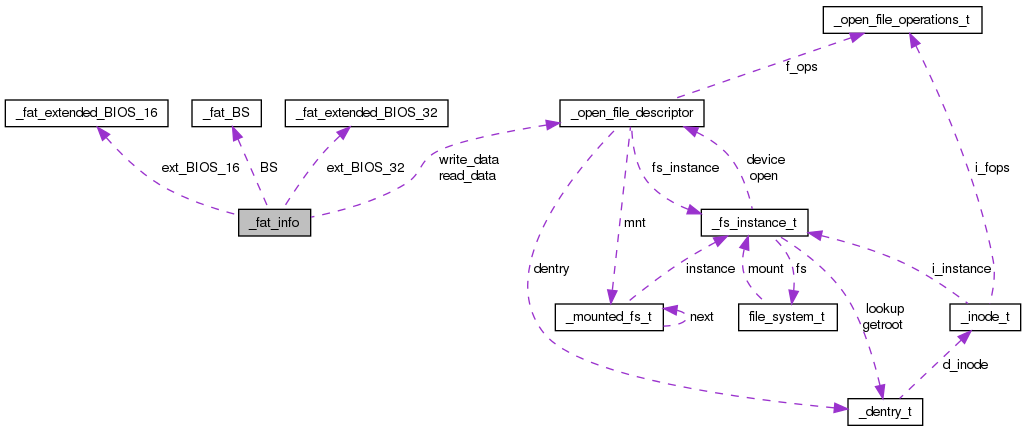 _open_file_operations_t
f_ops
_fat_extended_BIOS_16
_fat_BS
_fat_extended_BIOS_32
_open_file_descriptor
ext_BIOS_16
BS
ext_BIOS_32
write_data
read_data
fs_instance
device
open
i_fops
_fat_info
mnt
_fs_instance_t
dentry
instance
mount
fs
i_instance
lookup
getroot
_mounted_fs_t
next
file_system_t
_inode_t
d_inode
_dentry_t